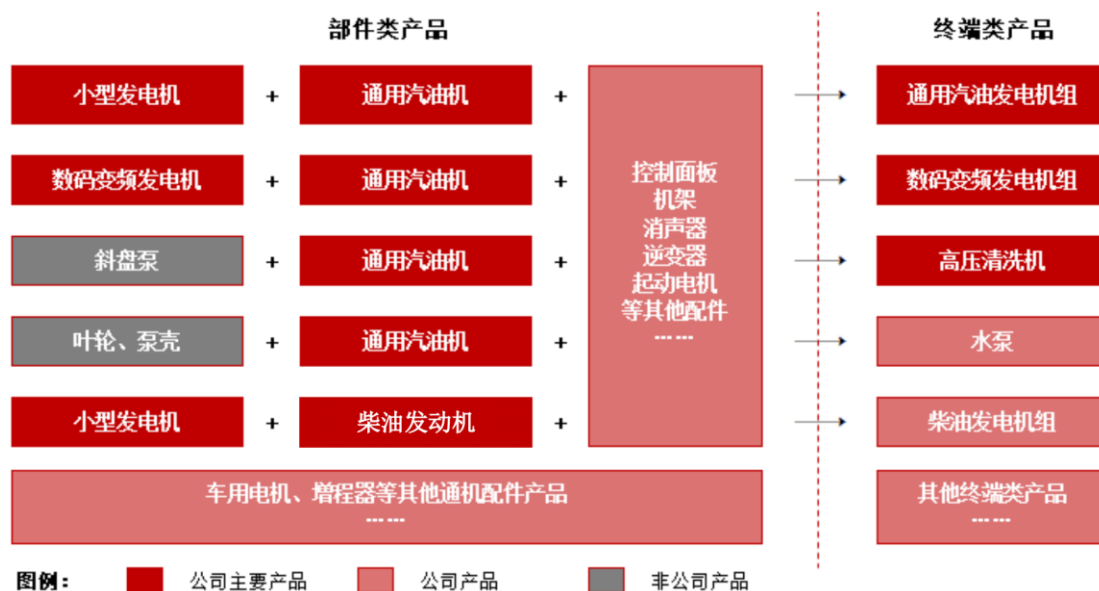 部件类产品
终端类产品
小型发电机 + 通用汽油机 +
通用汽油发电机组
数码变频发电机 + 通用汽油机 +
数码变频发电机组
斜盘泵 + 通用汽油机 +
高压清洗机
叶轮、泵壳 + 通用汽油机 +
水泵
小型发电机 + 柴油发动机 +
柴油发电机组
控制面板
机架
消声器
逆变器
起动电机
等其他配件
……
车用电机、增程器等其他通机配件产品
……
其他终端类产品
……
图例： 公司主要产品 公司产品 非公司产品